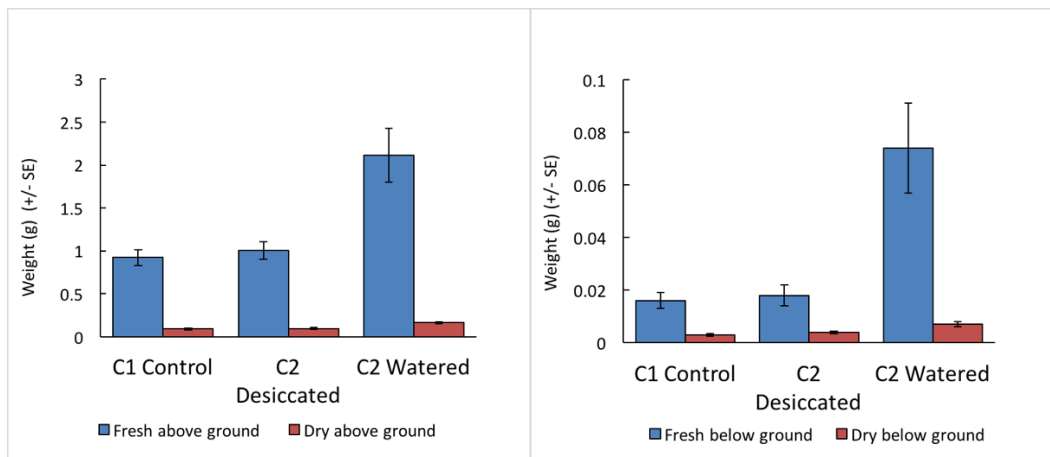 3
2.5
2
1.5
1
0.5
0
Weight (g) (+/- SE)
C1 Control
C2
Desiccated
C2 Watered
Fresh above ground
Dry above ground
0.1
0.08
0.06
0.04
0.02
0
Weight (g) (+/- SE)
C1 Control
C2
Desiccated
C2 Watered
Fresh below ground
Dry below ground